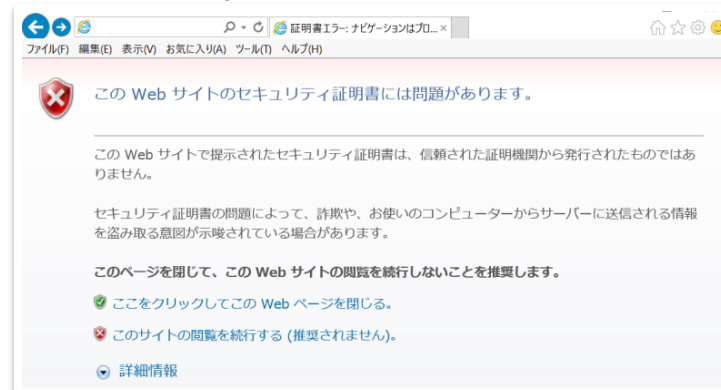 証明書エラー: ナビゲーションはブロ... ×
ファイル(F) 編集(E) 表示(V) お気に入り(A) ツール(T) ヘルプ(H)
この Web サイトのセキュリティ証明書には問題があります。
この Web サイトで提示されたセキュリティ証明書は、信頼された証明機関から発行されたものではあ
りません。
セキュリティ証明書の問題によって、詐欺や、お使いのコンピューターからサーバーに送信される情報
を盗み取る意図が示唆されている場合があります。
このページを閉じて、この Web サイトの閲覧を続行しないことを推奨します。
ここをクリックしてこの Web ページを閉じる。
このサイトの閲覧を続行する (推奨されません)。
詳細情報